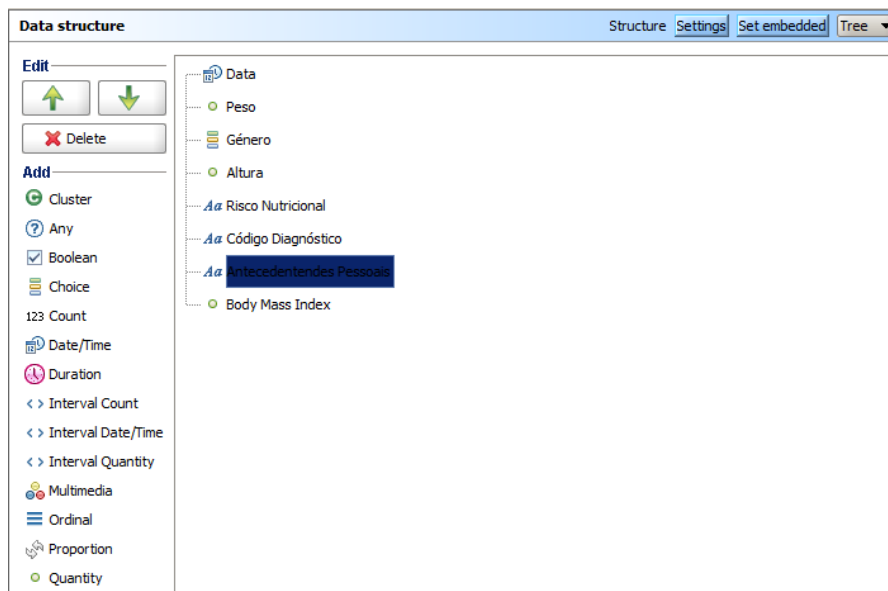 Data structure Structure Settings Set embedded Tree
Edit
Delete
Add
Cluster
Any
Boolean
Choice
123 Count
Date/Time
Duration
Interval Count
Interval Date/Time
Interval Quantity
Multimedia
Ordinal
Proportion
Quantity
Data
Peso
Género
Altura
Aa Risco Nutricional
Aa Código Diagnóstico
Aa Antecedentendes Pessoais
Body Mass Index